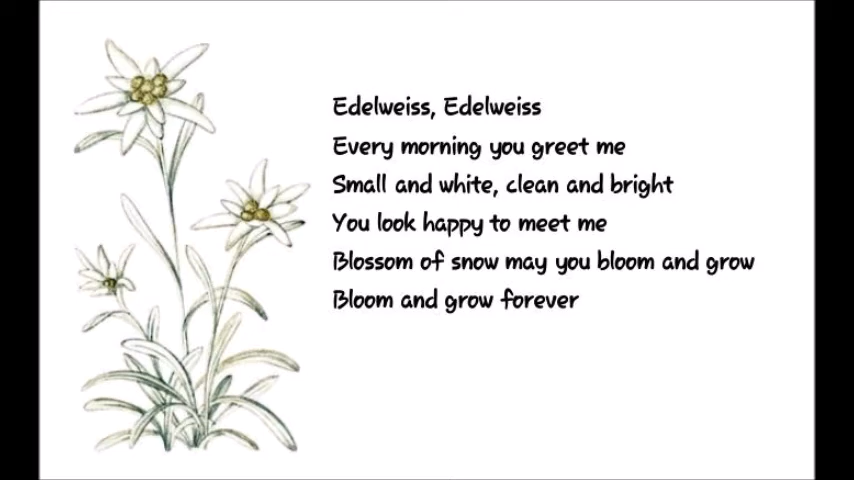 Edelweiss, Edelweiss
Every morning you greet me
Small and white, clean and bright
You look happy to meet me
Blossom of snow may you bloom and grow
Bloom and grow forever